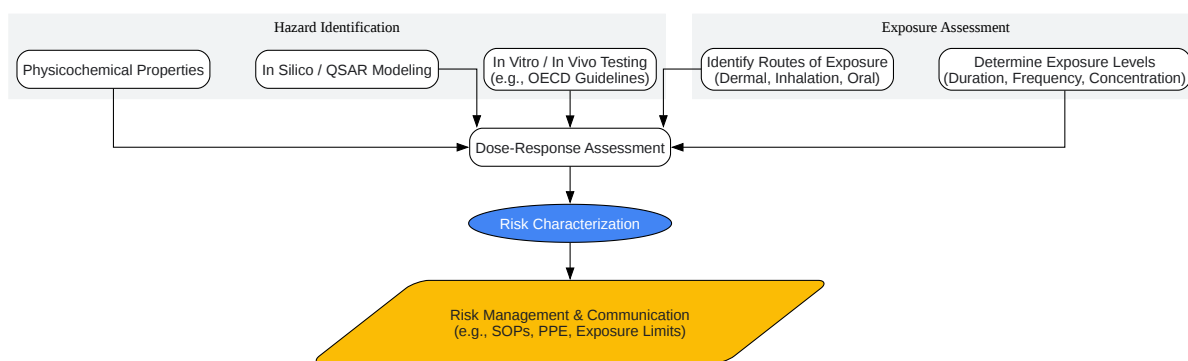 Hazard Identification
Exposure Assessment
Physicochemical Properties
In Silico / QSAR Modeling
In Vitro / In Vivo Testing
(e.g., OECD Guidelines)
Identify Routes of Exposure
(Dermal, Inhalation, Oral)
Determine Exposure Levels
(Duration, Frequency, Concentration)
Dose-Response Assessment
Risk Characterization
Risk Management & Communication
(e.g., SOPs, PPE, Exposure Limits)